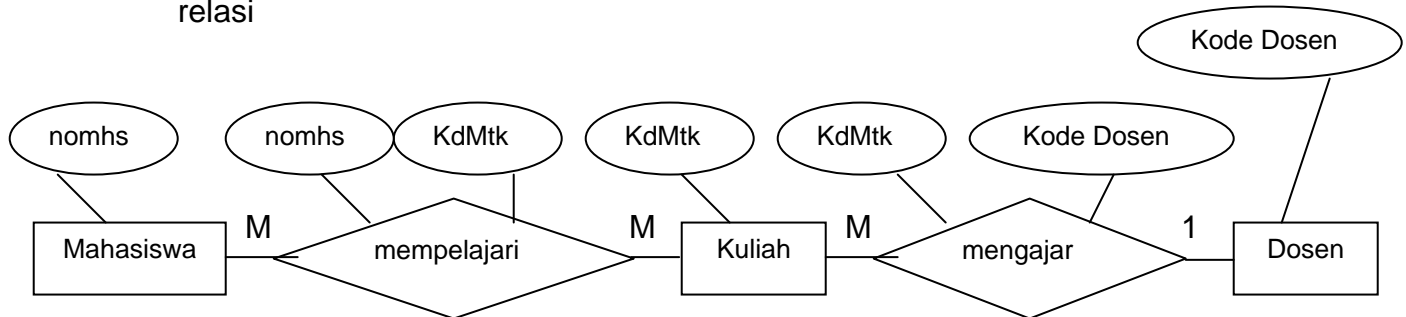 relasi
Kode Dosen
nomhs nomhs KdMtk KdMtk KdMtk Kode Dosen
M M M 1
Mahasiswa mempelajari Kuliah mengajar Dosen